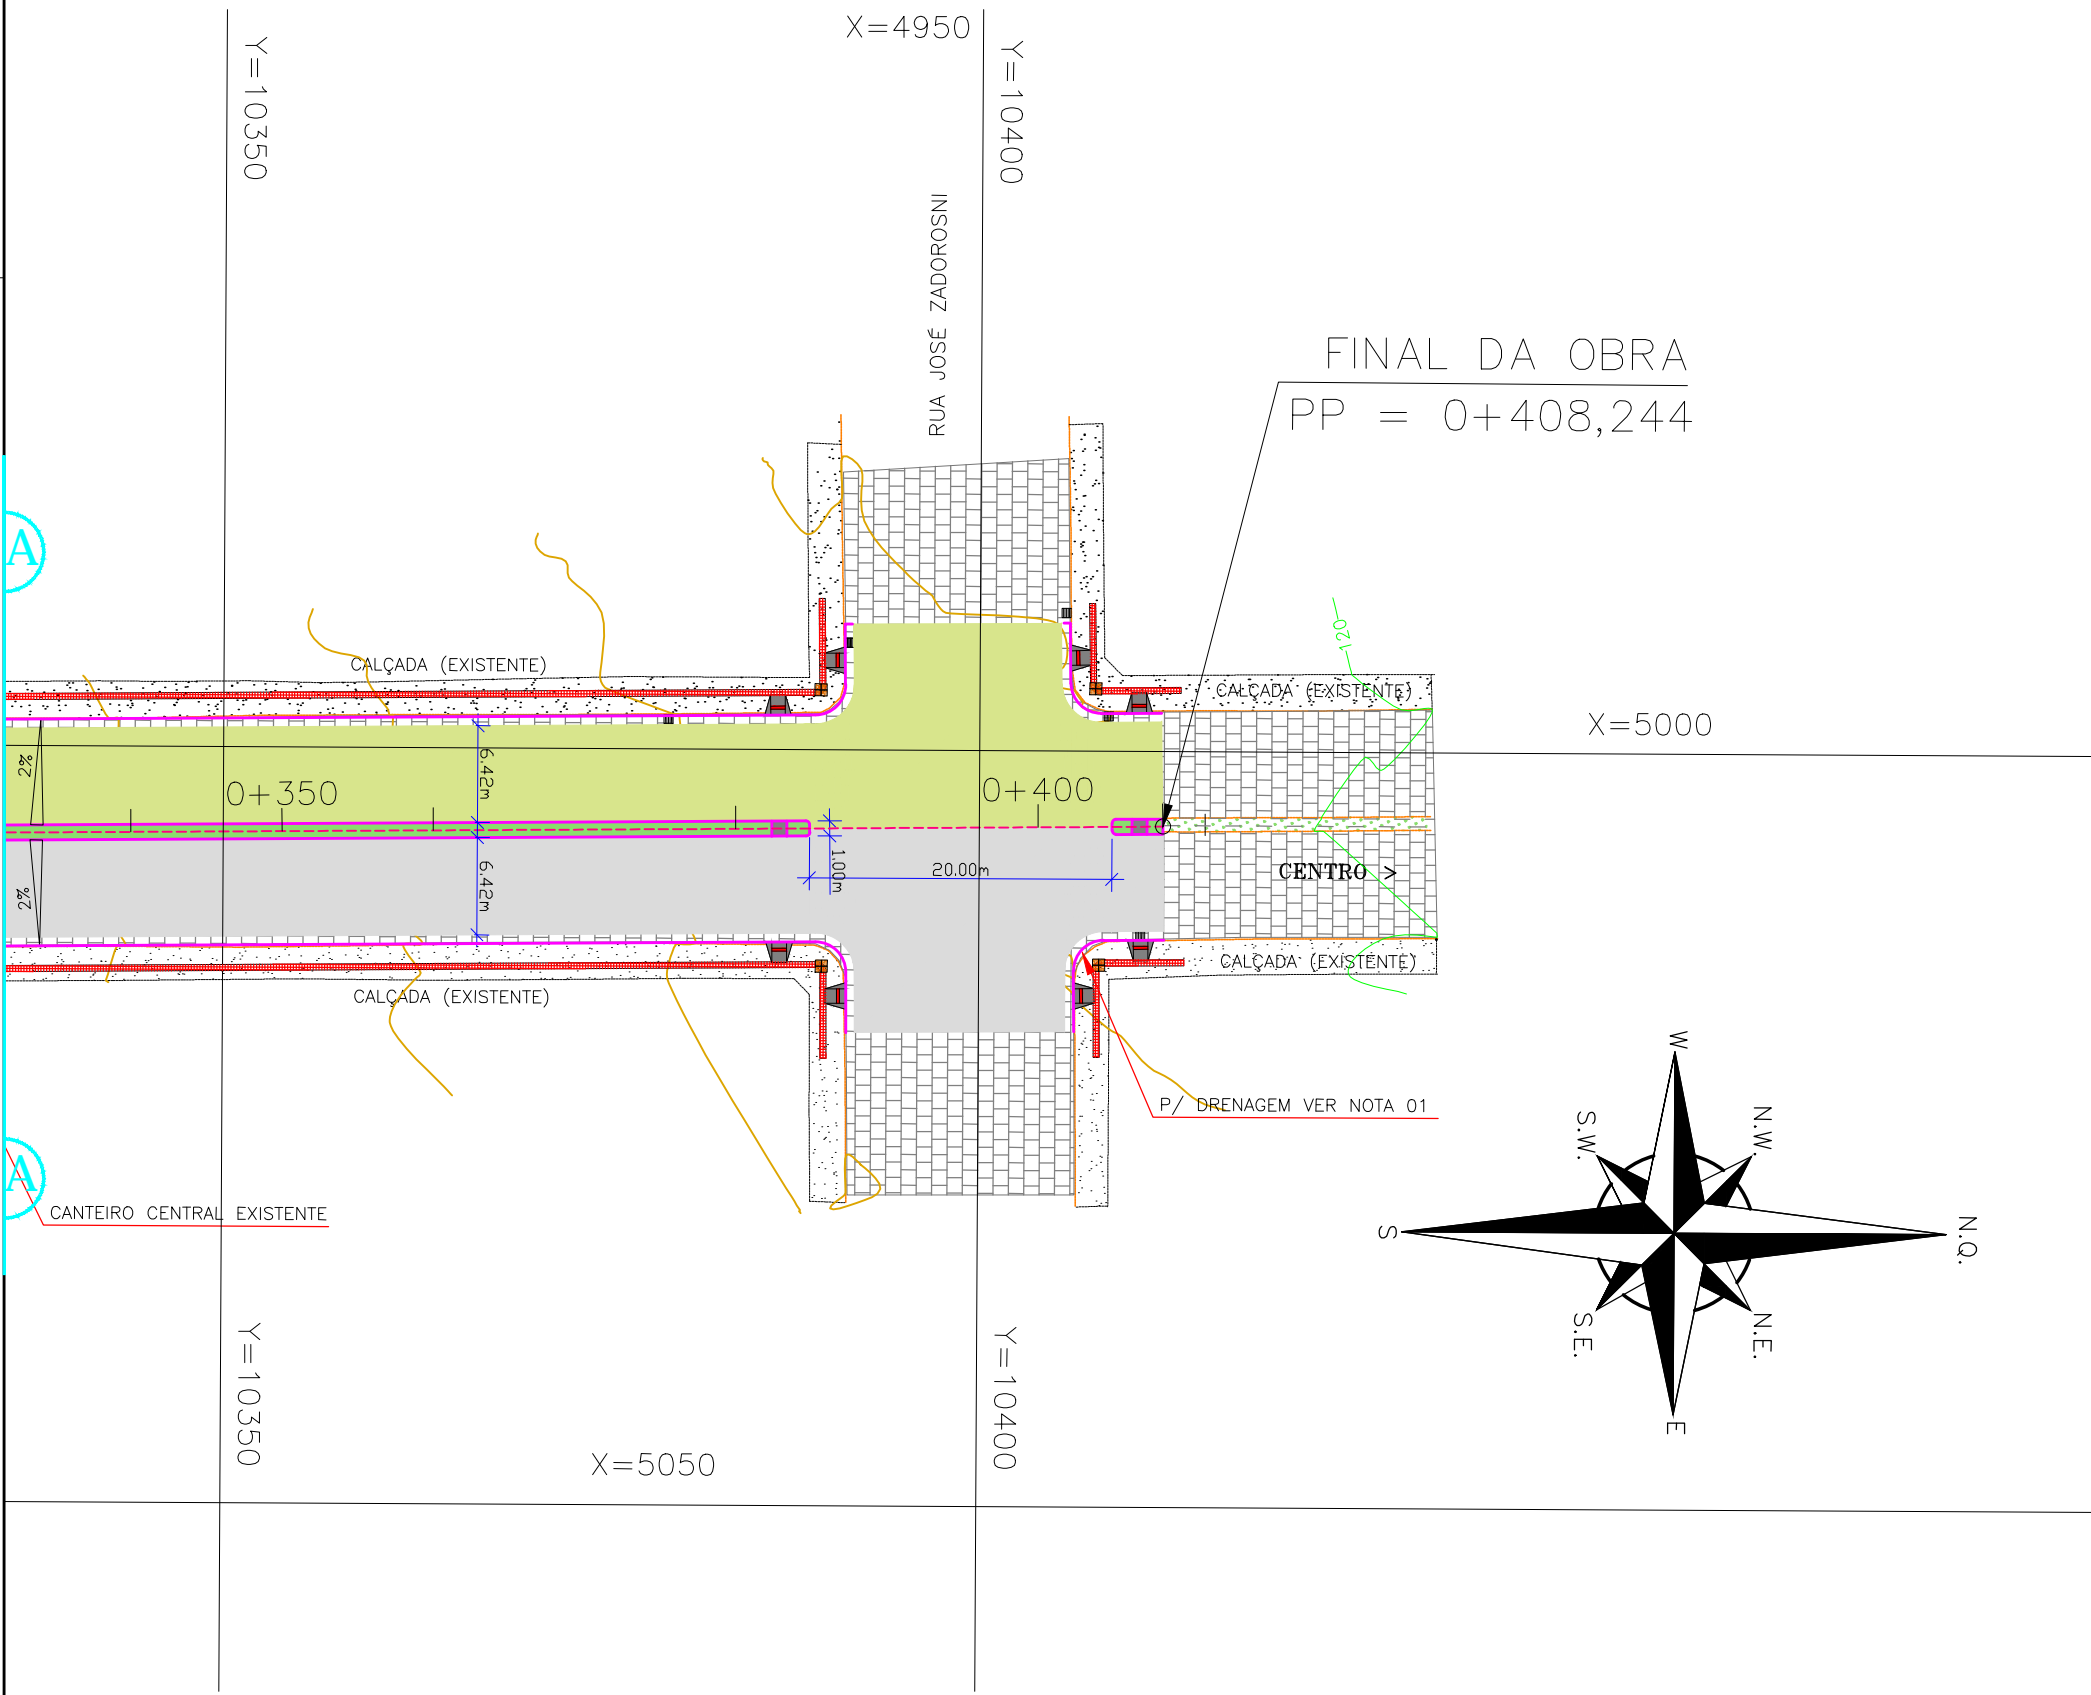 X=4950
Y=10350
Y=10400
RUA JOSÉ ZADOROSNI
FINAL DA OBRA
PP = 0+408,244
A
120
CALÇADA (EXISTENTE)
CALÇADA (EXISTENTE)
X=5000
2%
6.42m
0+350
0+400
1.00m
20.00m
CENTRO >
2%
6.42m
CALÇADA (EXISTENTE)
CALÇADA (EXISTENTE)
P/ DRENAGEM VER NOTA 01
A
CANTEIRO CENTRAL EXISTENTE
W
S.W.
N.W.
S
N.Q.
S.E.
N.E.
E
Y=10350
Y=10400
X=5050